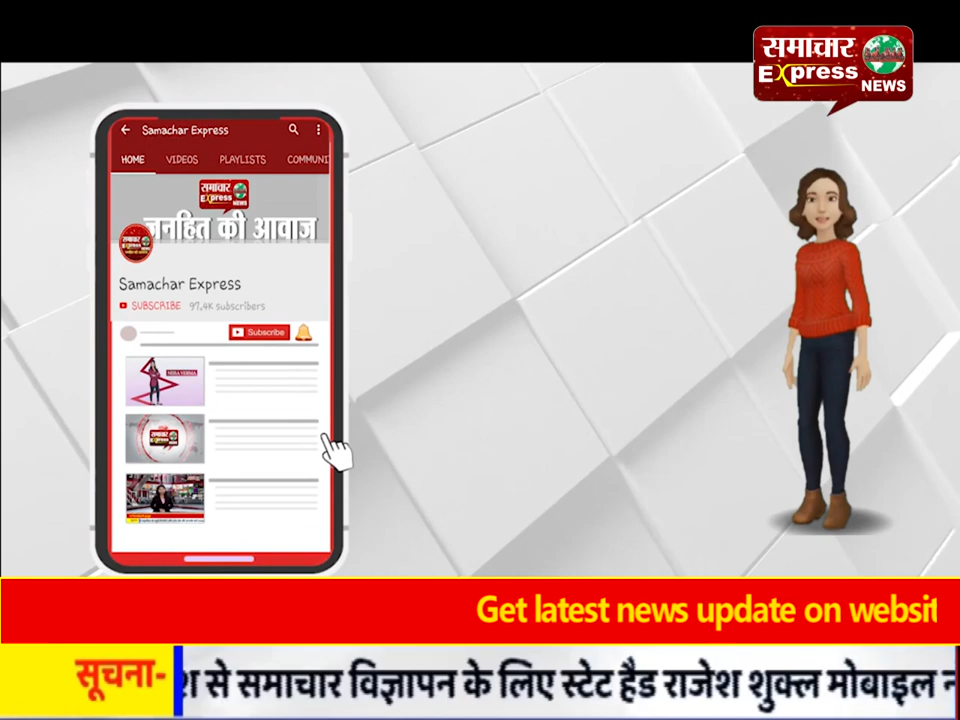 समाचार
Express
NEWS
Samachar Express
HOME VIDEOS PLAYLISTS COMMUNI
समाचार
Express
NEWS
जनहित की आवाज
Samachar Express
SUBSCRIBE 97.4K subscribers
Subscribe
Get latest news update on websit
सूचना- श से समाचार विज्ञापन के लिए स्टेट हैड राजेश शुक्ल मोबाइल न